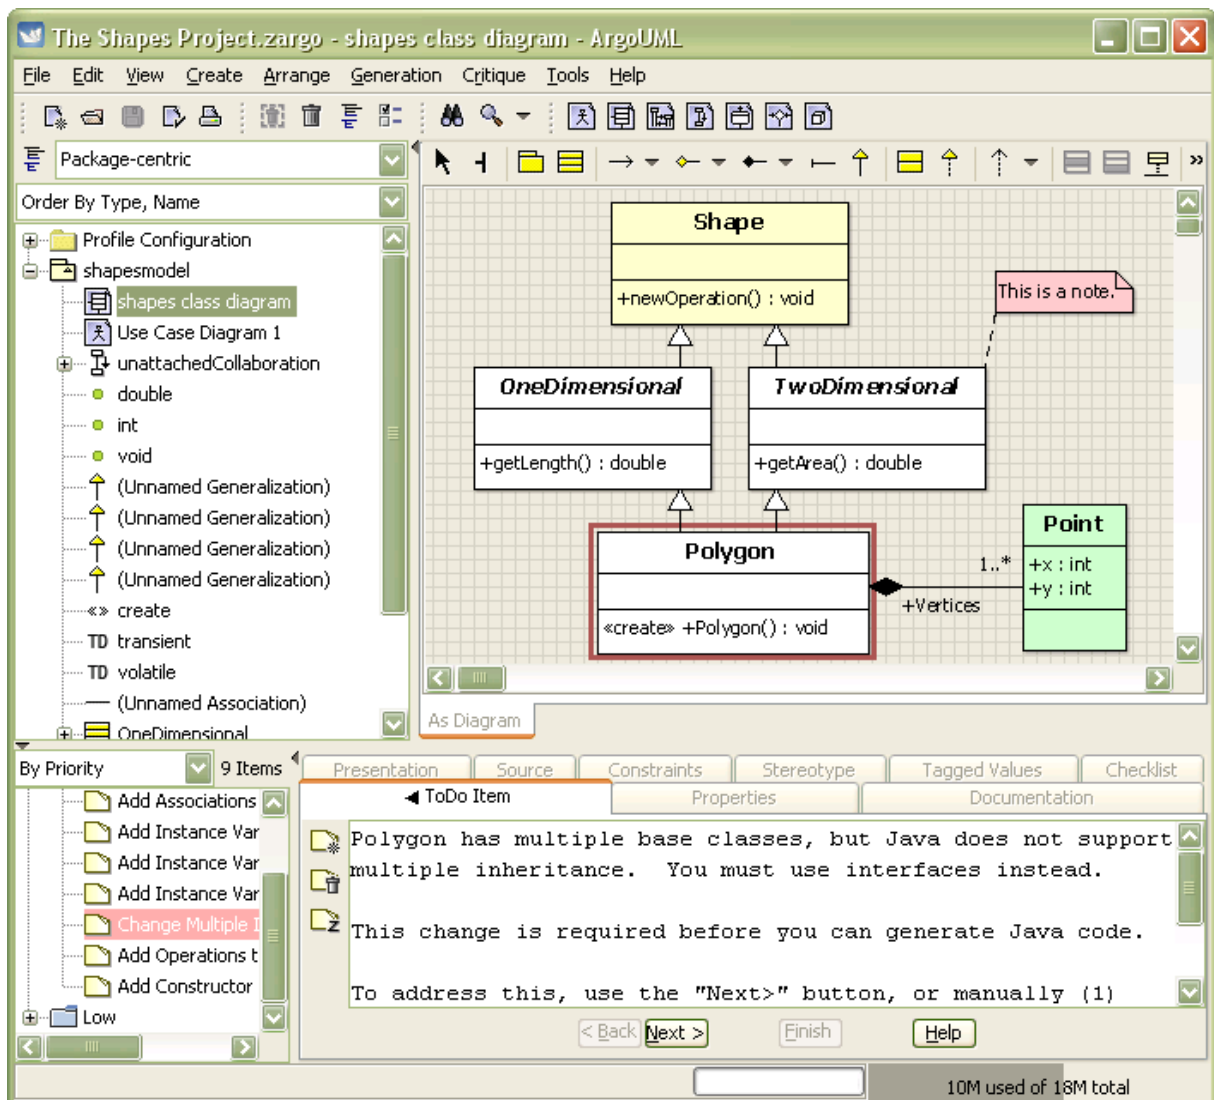 The Shapes Project.zargo - shapes class diagram - ArgoUML
File Edit View Create Arrange Generation Critique Tools Help
Package-centric
Order By Type, Name
Profile Configuration
shapesmodel
shapes class diagram
Use Case Diagram 1
unattachedCollaboration
double
int
void
(Unnamed Generalization)
(Unnamed Generalization)
(Unnamed Generalization)
(Unnamed Generalization)
«» create
TD transient
TD volatile
(Unnamed Association)
OneDimensional
»
Shape
+newOperation() : void
This is a note.
OneDimensional
+getLength() : double
TwoDimensional
+getArea() : double
Polygon
«create» +Polygon() : void
1..*
+Vertices
Point
+x : int
+y : int
As Diagram
By Priority 9 Items
Add Associations
Add Instance Var
Add Instance Var
Add Instance Var
Change Multiple I
Add Operations t
Add Constructor
Low
Presentation Source Constraints Stereotype Tagged Values Checklist
ToDo Item Properties Documentation
Polygon has multiple base classes, but Java does not support
multiple inheritance. You must use interfaces instead.
This change is required before you can generate Java code.
To address this, use the "Next>" button, or manually (1)
< Back Next > Finish Help
10M used of 18M total